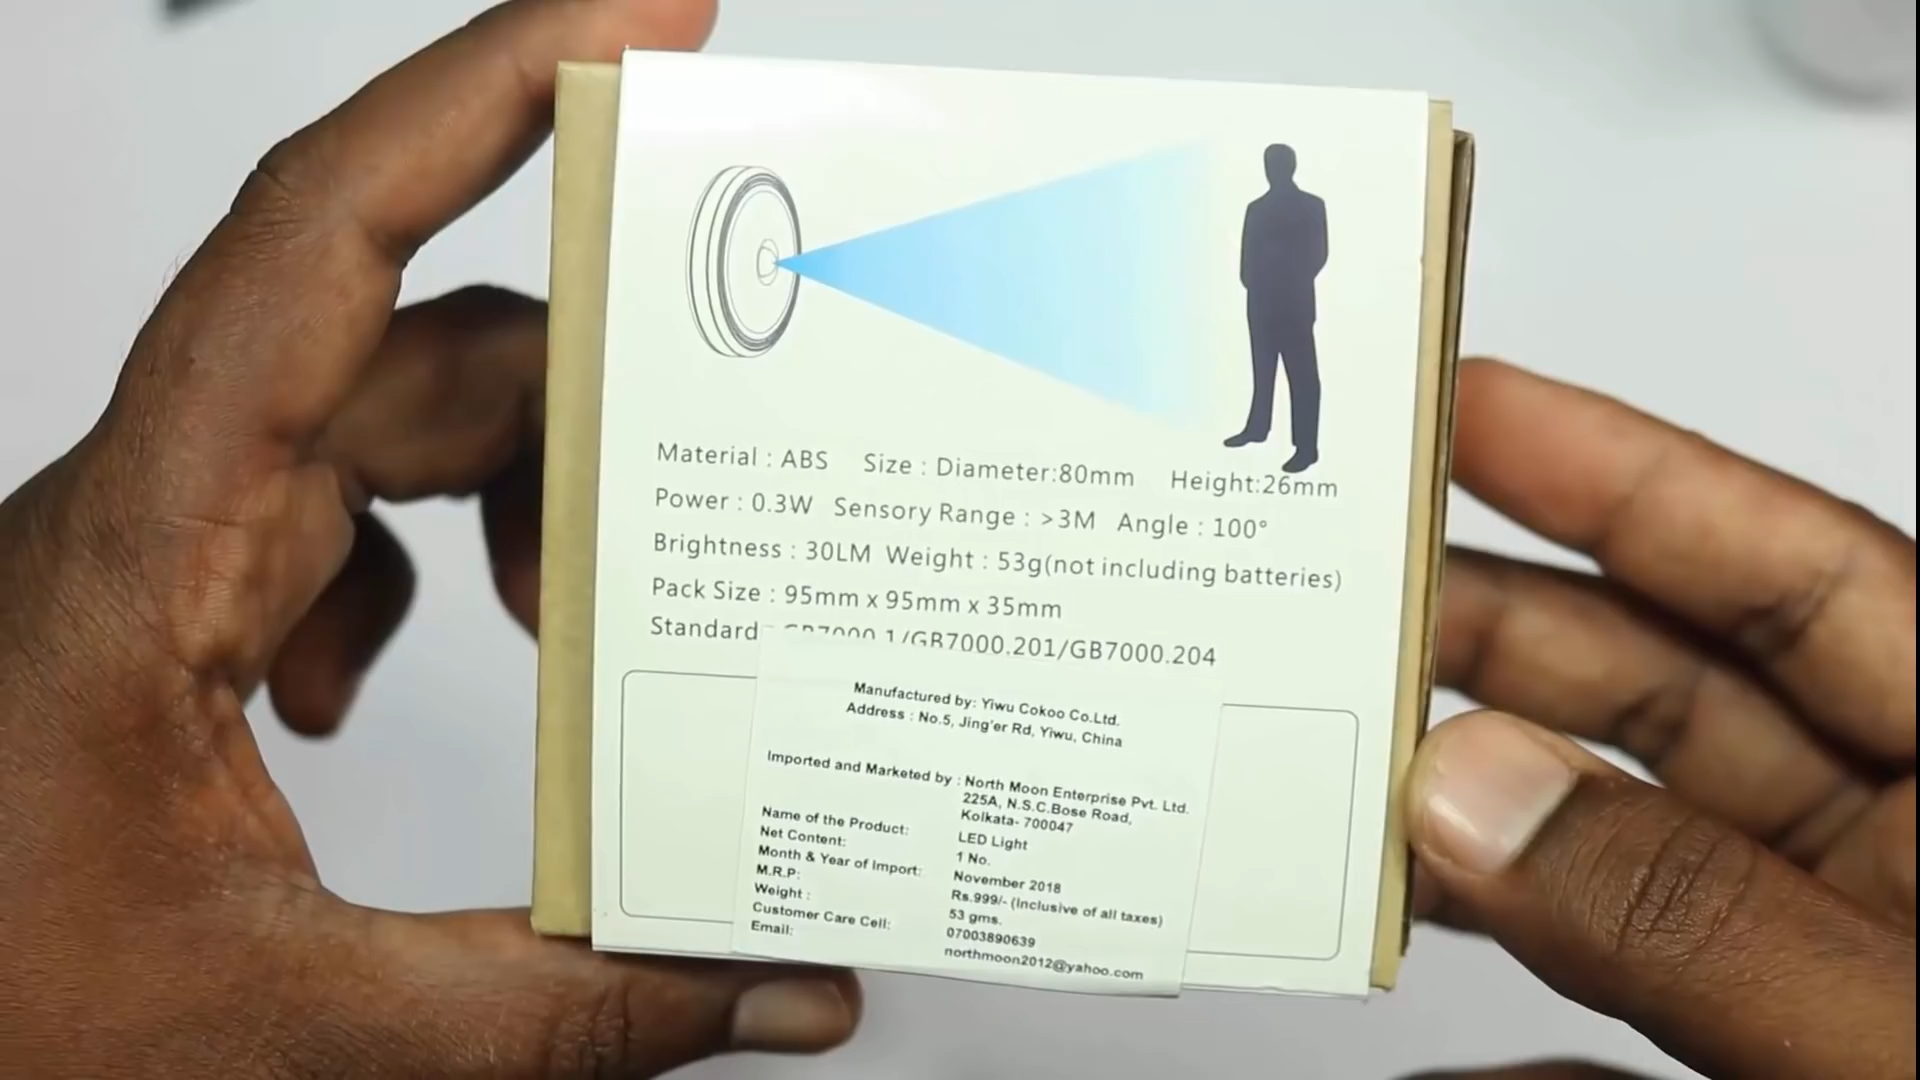 Material : ABS Size : Diameter:80mm Height:26mm
Power : 0.3W Sensory Range : >3M Angle : 100°
Brightness : 30LM Weight : 53g(not including batteries)
Pack Size : 95mm x 95mm x 35mm
Standard : GB7000.1/GB7000.201/GB7000.204
Manufactured by: Yiwu Cokoo Co.Ltd.
Address : No.5, Jing'er Rd, Yiwu, China
Imported and Marketed by : North Moon Enterprise Pvt. Ltd.
225A, N.S.C.Bose Road,
Kolkata- 700047
Name of the Product: LED Light
Net Content: 1 No.
Month & Year of Import: November 2018
M.R.P: Rs.999/- (Inclusive of all taxes)
Weight : 53 gms.
Customer Care Cell: 07003890639
Email: northmoon2012@yahoo.com